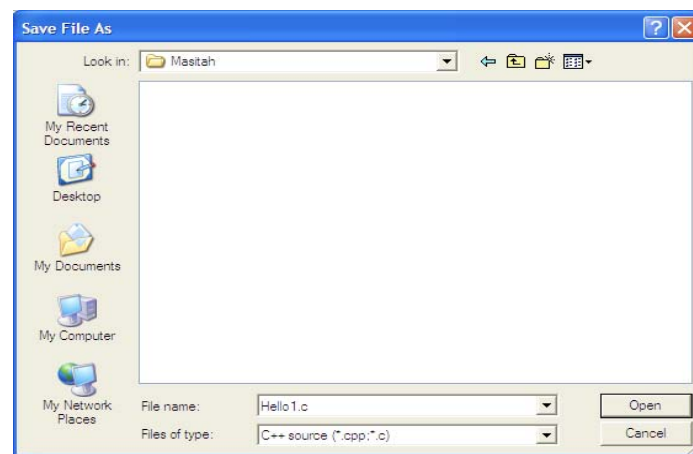 Save File As
Look in:
Masitah
My Recent
Documents
Desktop
My Documents
My Computer
My Network
Places
File name:
Hello1.c
Open
Files of type:
C++ source (*.cpp;*.c)
Cancel